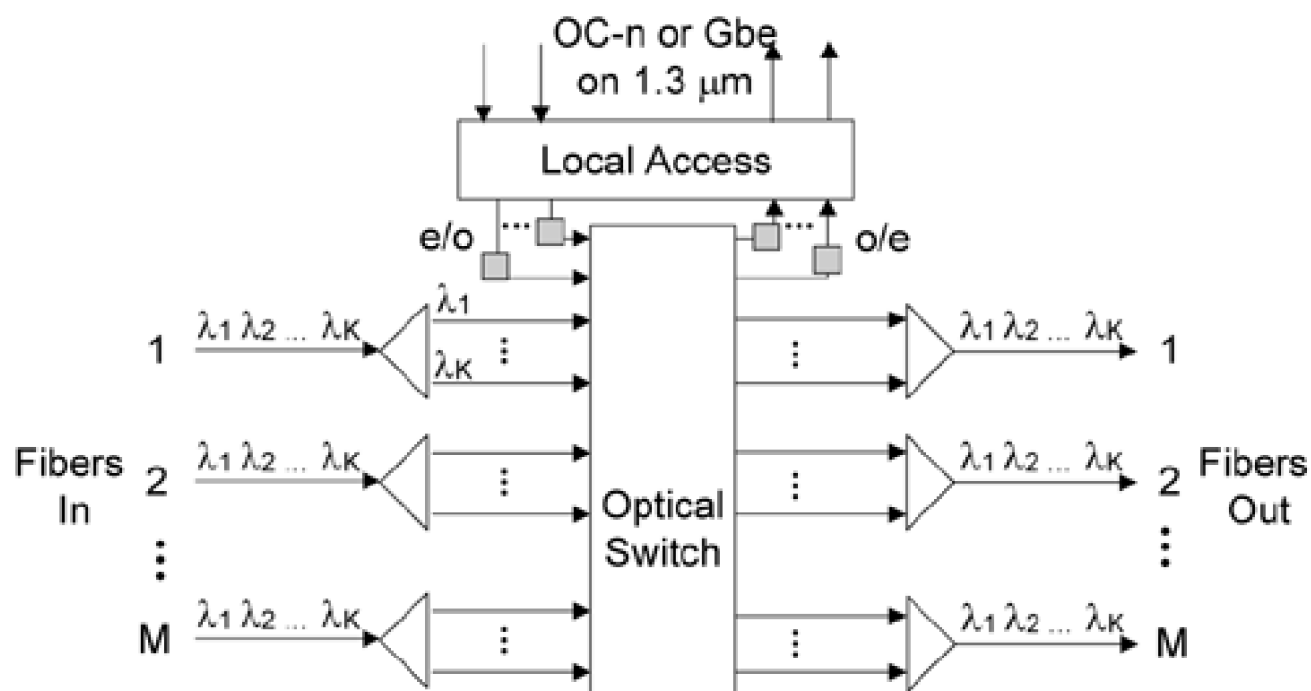 OC-n or Gbe
on 1.3 μm
Local Access
e/o
...
...
o/e
λ1
λ1 λ2 ... λK
1
λK
λ1 λ2 ... λK
1
Fibers
In
λ1 λ2 ... λK
2
Optical
Switch
λ1 λ2 ... λK
2
Fibers
Out
λ1 λ2 ... λK
M
λ1 λ2 ... λK
M